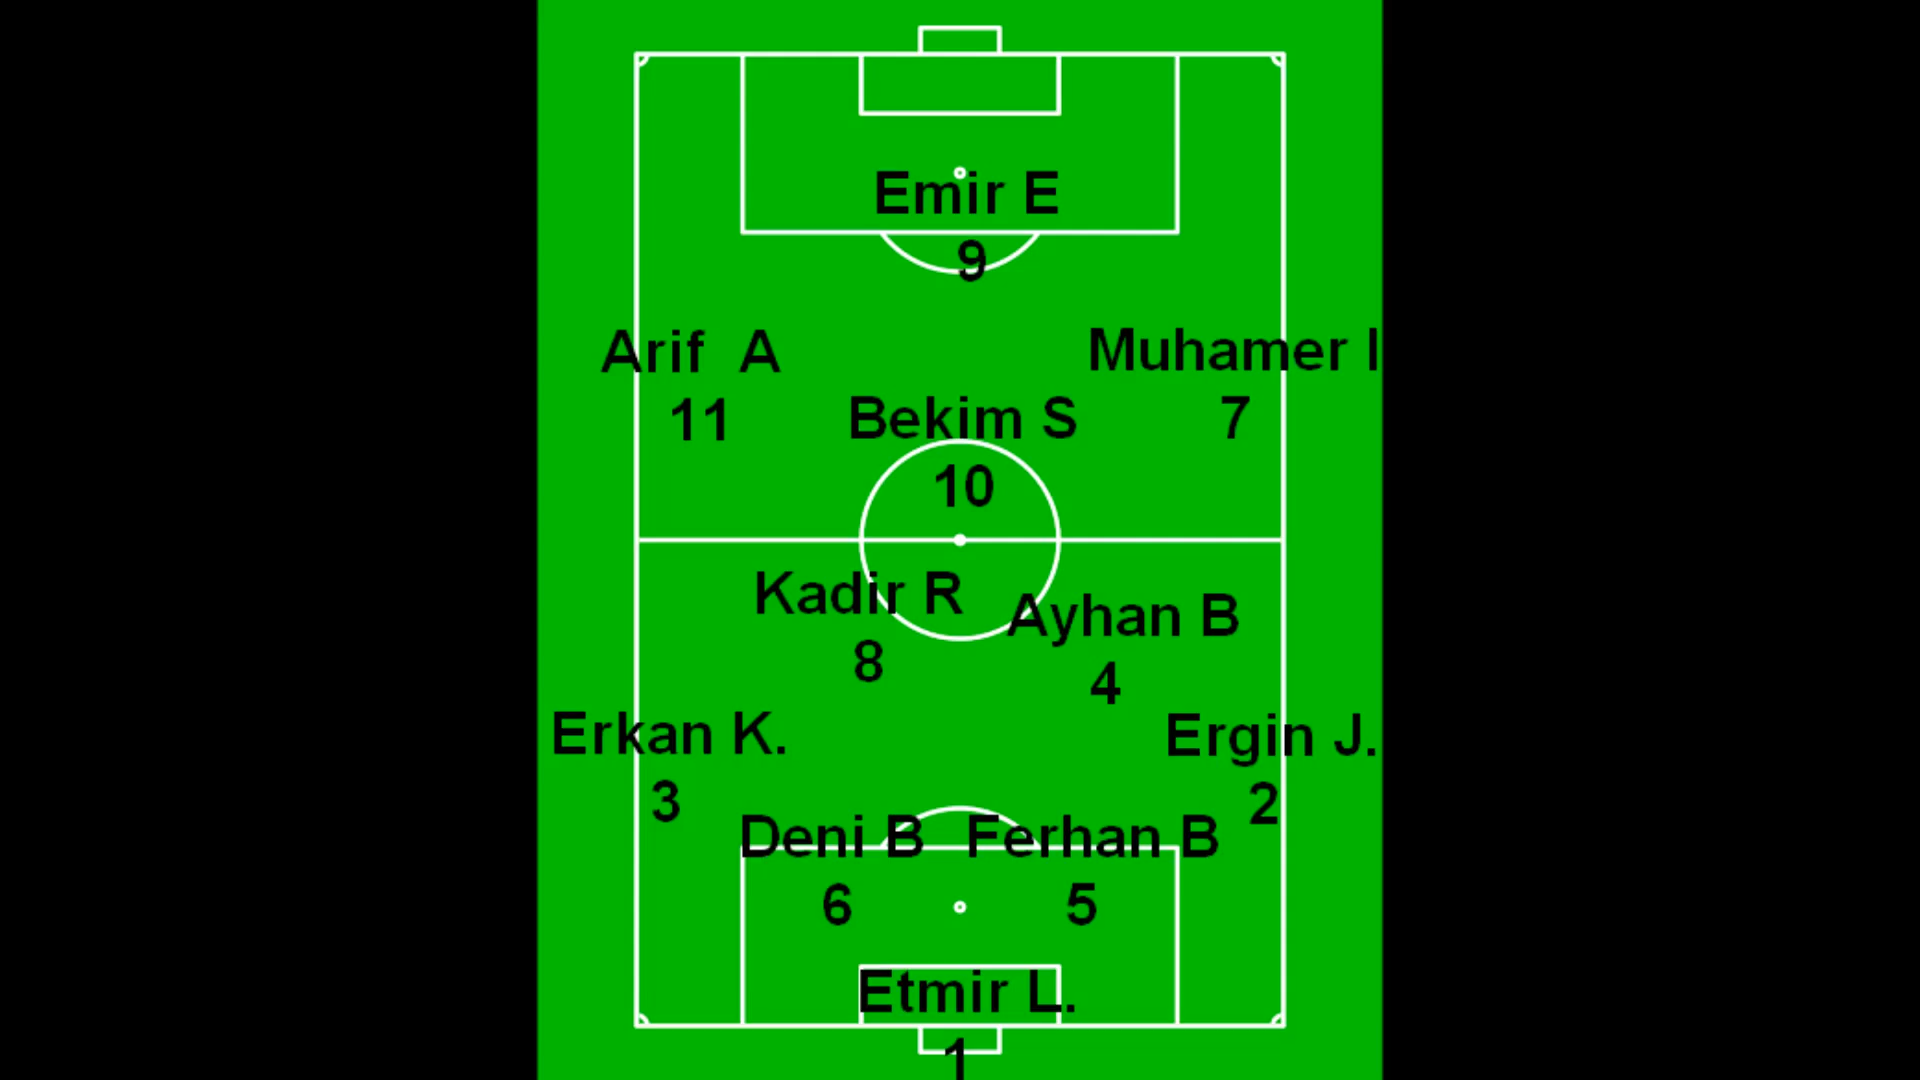 Emir E
9
Arif  A
11
Muhamer I
7
Bekim S
10
Kadir R
8
Ayhan B
4
Erkan K.
3
Ergin J.
2
Deni B
6
Ferhan B
5
Etmir L.
1